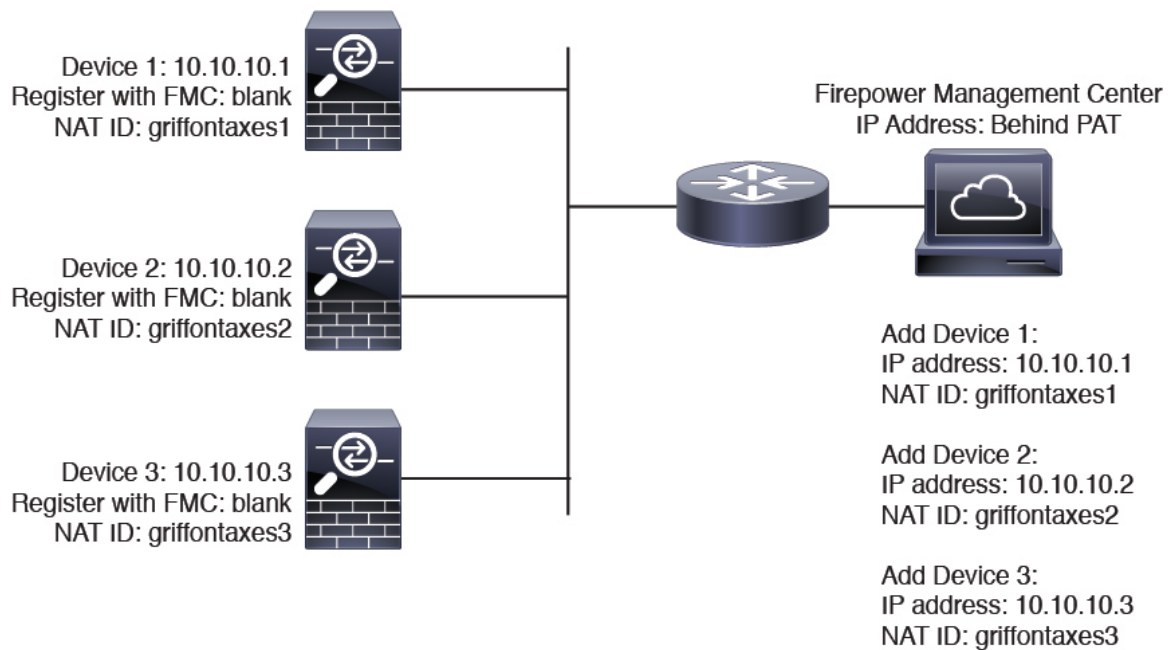 Device 1: 10.10.10.1
Register with FMC: blank
NAT ID: griffontaxes1
Device 2: 10.10.10.2
Register with FMC: blank
NAT ID: griffontaxes2
Device 3: 10.10.10.3
Register with FMC: blank
NAT ID: griffontaxes3
Firepower Management Center
IP Address: Behind PAT
Add Device 1:
IP address: 10.10.10.1
NAT ID: griffontaxes1
Add Device 2:
IP address: 10.10.10.2
NAT ID: griffontaxes2
Add Device 3:
IP address: 10.10.10.3
NAT ID: griffontaxes3